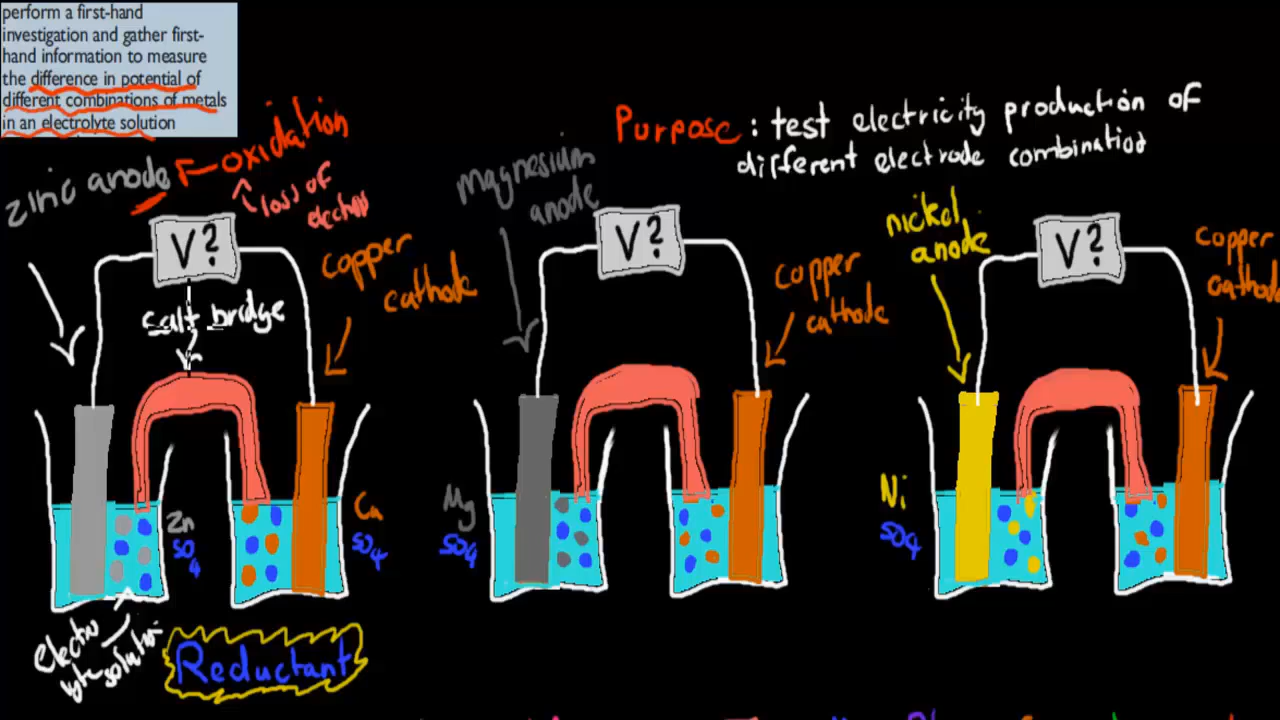 perform a first-hand
investigation and gather first-
hand information to measure
the difference in potential of
different combinations of metals
in an electrolyte solution
Purpose : test electricity production of
different electrode combination
zinc anode
oxidation
loss of
V?
salt bridge
copper
cathode
Zn
SO4
Cu
SO4
electro
lyte solution
Reductant
magnesium
anode
V?
copper
cathode
Mg
SO4
nickel
anode
V?
copper
cathode
Ni
SO4